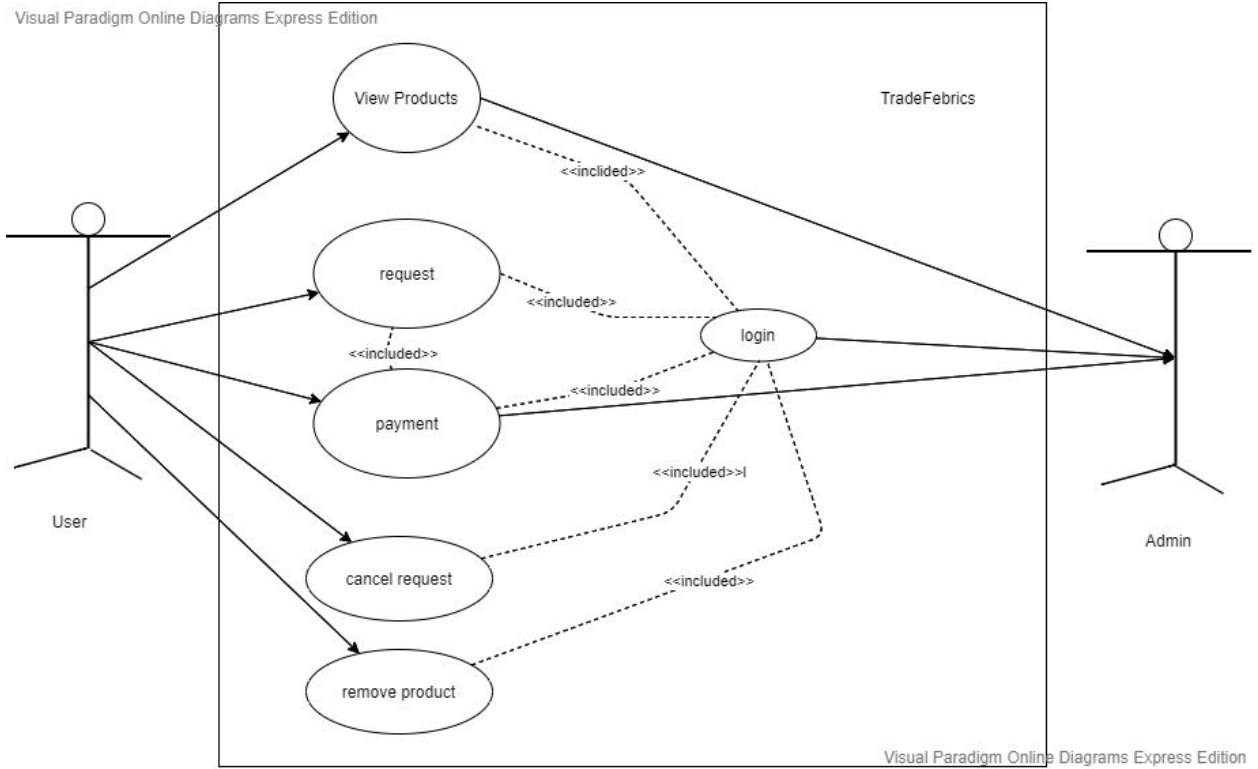 Visual Paradigm Online Diagrams Express Edition
View Products
TradeFebrics
<<inclided>>
request
<<included>>
login
<<included>>
<<included>>
payment
<<included>>l
User
Admin
cancel request
<<included>>
remove product
Visual Paradigm Online Diagrams Express Edition